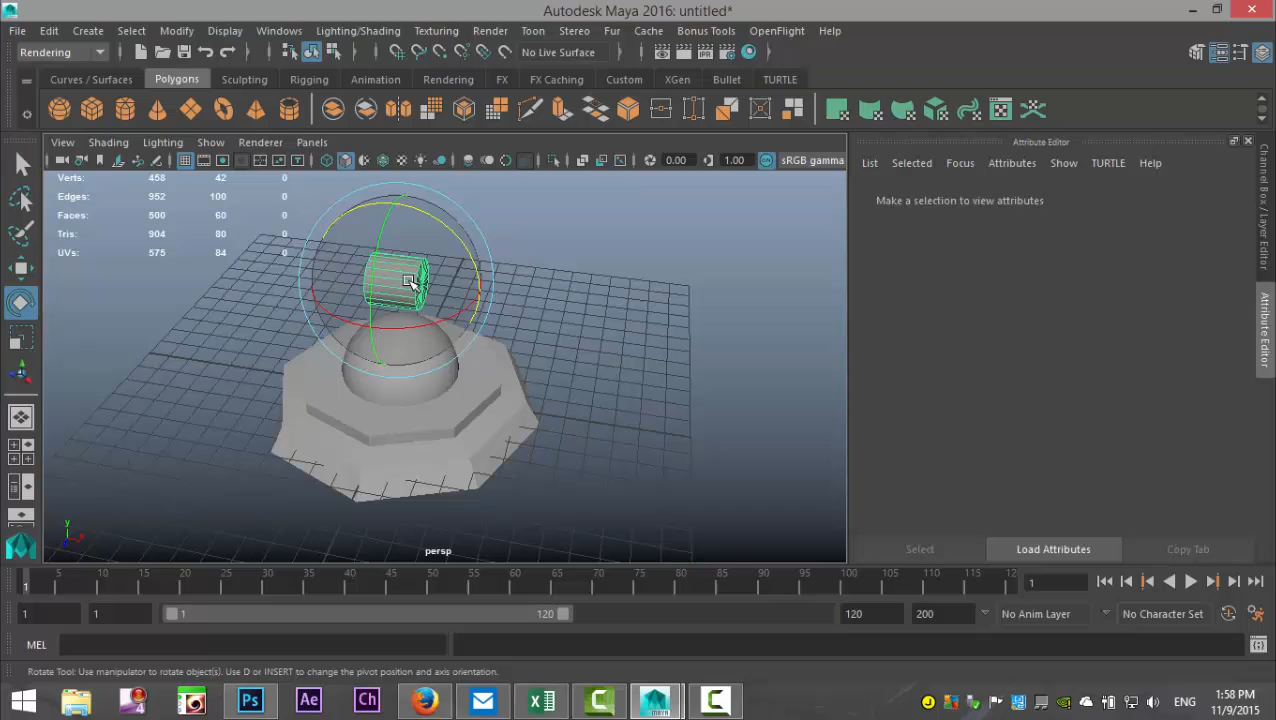 Autodesk Maya 2016: untitled*
File Edit Create Select Modify Display Windows Lighting/Shading Texturing Render Toon Stereo Fur Cache Bonus Tools OpenFlight Help
Rendering No Live Surface
Curves / Surfaces Polygons Sculpting Rigging Animation Rendering FX FX Caching Custom XGen Bullet TURTLE
Attribute Editor
View Shading Lighting Show Renderer Panels
0.00 1.00 sRGB gamma
List Selected Focus Attributes Show TURTLE Help
Verts: 458 42 0
Edges: 952 100 0
Faces: 500 60 0
Tris: 904 80 0
UVs: 575 84 0
Make a selection to view attributes
Channel Box / Layer Editor
Attribute Editor
y
persp
Select Load Attributes Copy Tab
1 5 10 15 20 25 30 35 40 45 50 55 60 65 70 75 80 85 90 95 100 105 110 115 12 1
1 1 1 120 120 200 No Anim Layer No Character Set
MEL
Rotate Tool: Use manipulator to rotate object(s). Use D or INSERT to change the pivot position and axis orientation.
Ps Ae Ch ENG 1:58 PM
11/9/2015